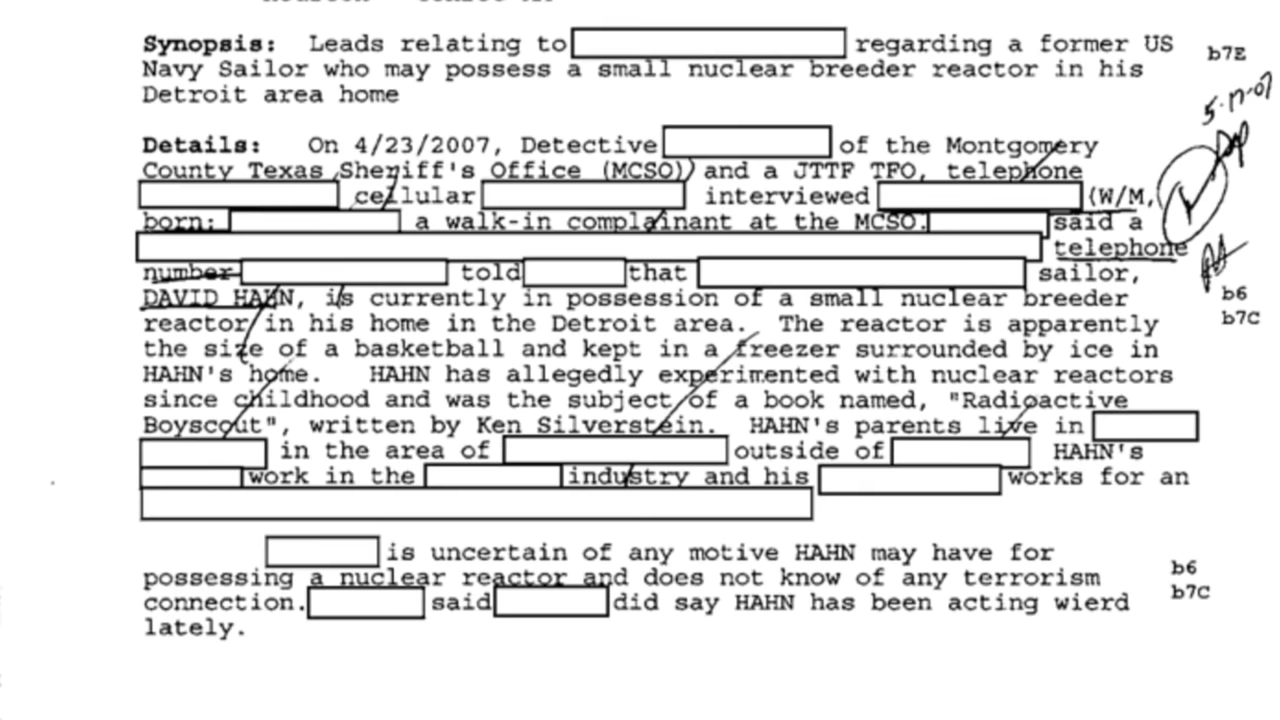 Synopsis: Leads relating to regarding a former US
Navy Sailor who may possess a small nuclear breeder reactor in his
Detroit area home
b7E
5-17-07
Details: On 4/23/2007, Detective of the Montgomery
County Texas Sheriff's Office (MCSO) and a JTTF TFO, telephone
cellular interviewed (W/M,
born: a walk-in complainant at the MCSO. said a
telephone
number told that sailor,
DAVID HAHN, is currently in possession of a small nuclear breeder
reactor in his home in the Detroit area. The reactor is apparently
the size of a basketball and kept in a freezer surrounded by ice in
HAHN's home. HAHN has allegedly experimented with nuclear reactors
since childhood and was the subject of a book named, "Radioactive
Boyscout", written by Ken Silverstein. HAHN's parents live in
in the area of outside of HAHN's
work in the industry and his works for an
b6
b7C
is uncertain of any motive HAHN may have for
possessing a nuclear reactor and does not know of any terrorism
connection. said did say HAHN has been acting wierd
lately.
b6
b7C